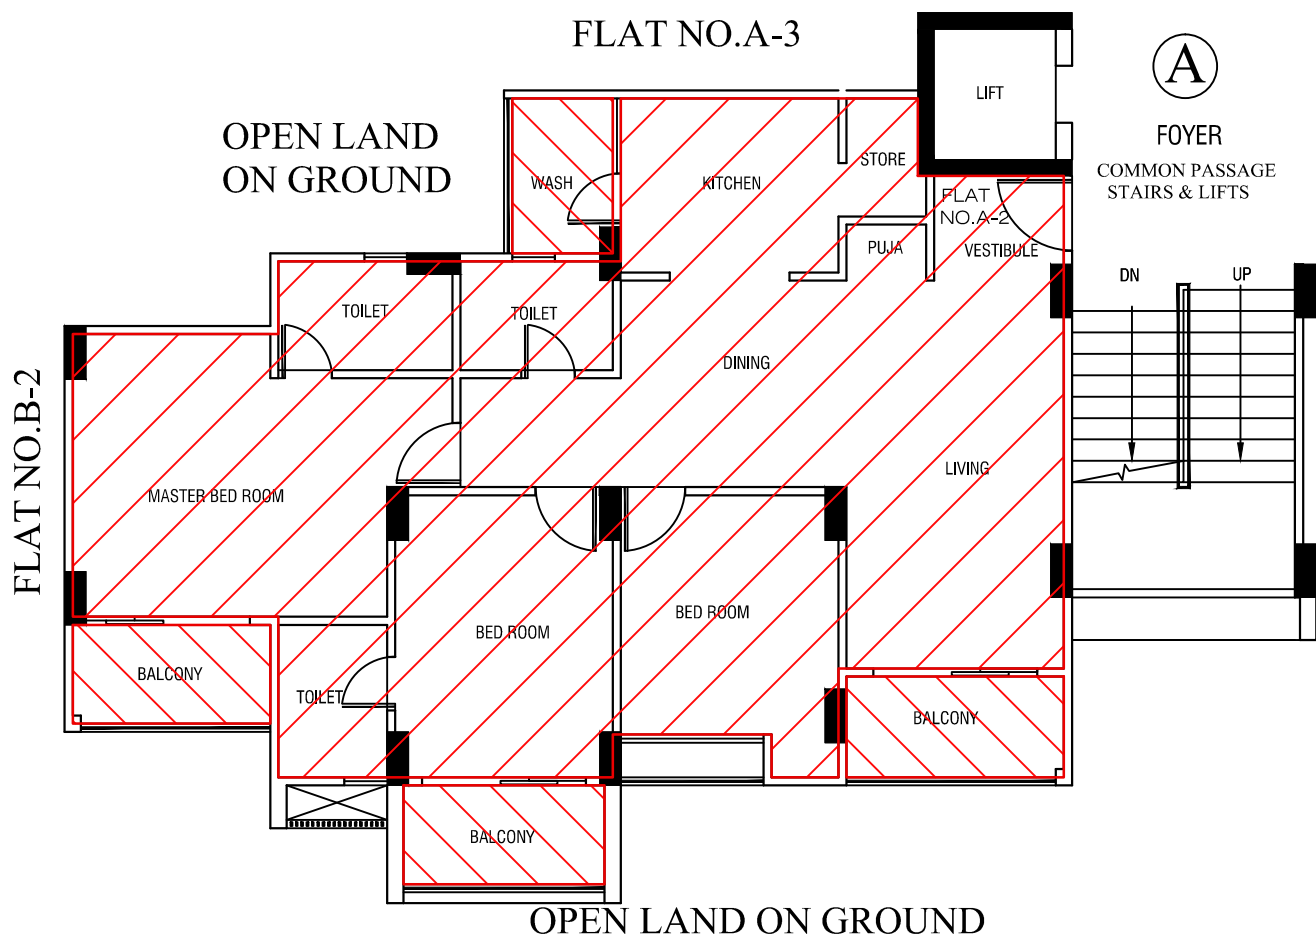 FLAT NO.A-3
A
LIFT
FOYER
OPEN LAND
ON GROUND
COMMON PASSAGE
STAIRS & LIFTS
STORE
WASH
KITCHEN
FLAT
NO.A-2
PUJA
VESTIBULE
DN
UP
TOILET
TOILET
DINING
FLAT NO.B-2
MASTER BED ROOM
LIVING
BED ROOM
BED ROOM
BALCONY
TOILET
BALCONY
BALCONY
OPEN LAND ON GROUND